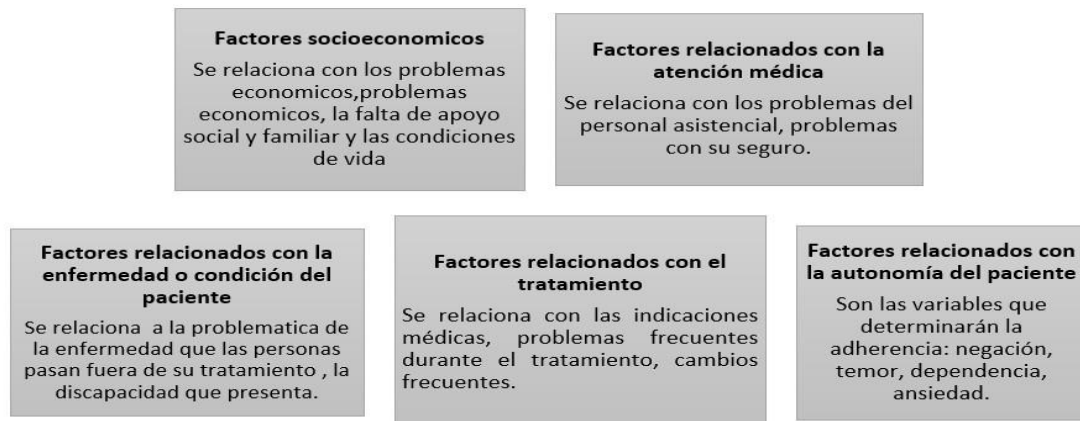 Factores socioeconomicos
Se relaciona con los problemas
economicos,problemas
economicos, la falta de apoyo
social y familiar y las condiciones
de vida
Factores relacionados con la
atención médica
Se relaciona con los problemas del
personal asistencial, problemas
con su seguro.
Factores relacionados con la
enfermedad o condición del
paciente
Se relaciona a la problematica de
la enfermedad que las personas
pasan fuera de su tratamiento , la
discapacidad que presenta.
Factores relacionados con el
tratamiento
Se relaciona con las indicaciones
médicas, problemas frecuentes
durante el tratamiento, cambios
frecuentes.
Factores relacionados con
la autonomía del paciente
Son las variables que
determinarán la
adherencia: negación,
temor, dependencia,
ansiedad.